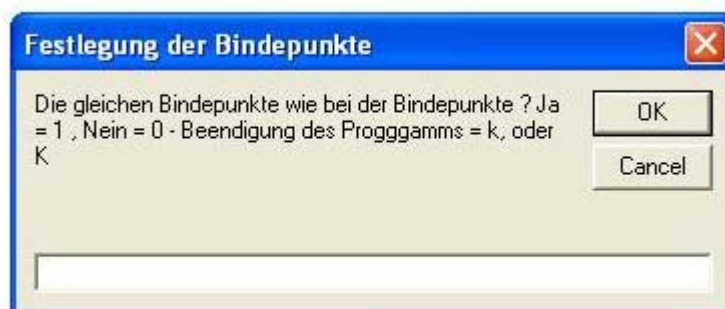 Festlegung der Bindepunkte
Die gleichen Bindepunkte wie bei der Bindepunkte ? Ja
= 1 , Nein = 0 - Beendigung des Progggamms = k, oder
K
OK
Cancel